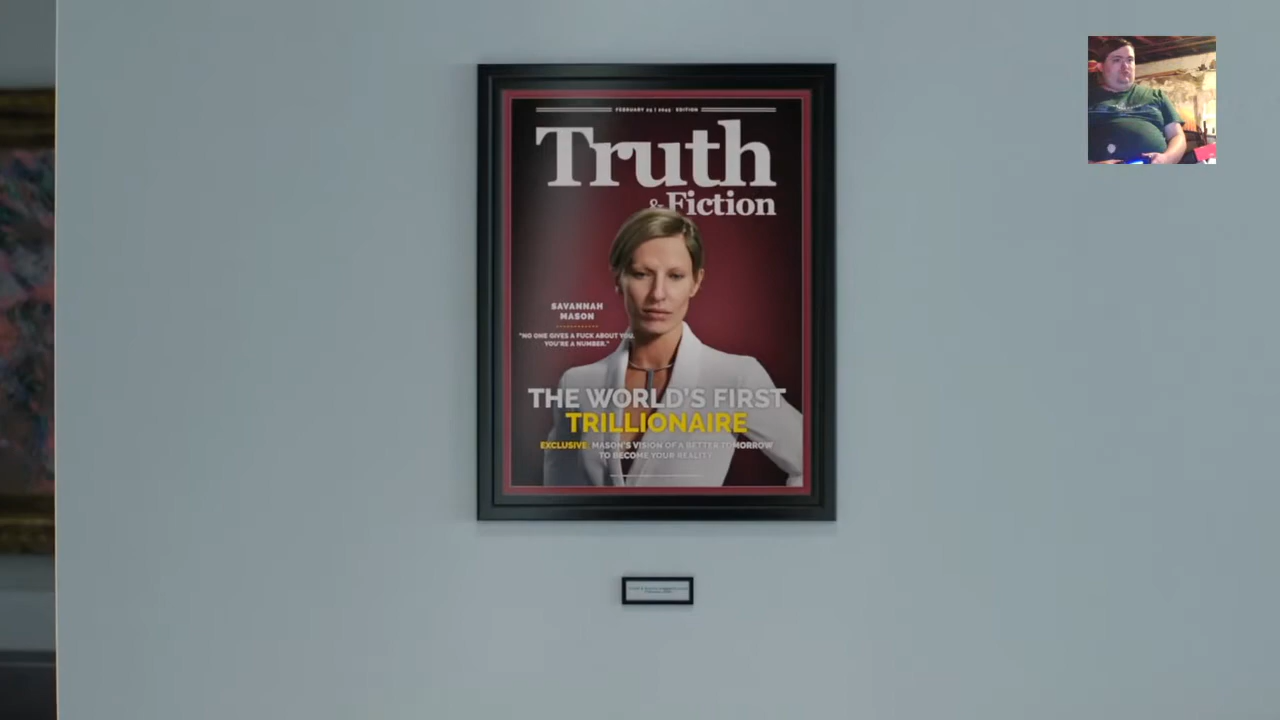 FEBRUARY 25 | 2045 EDITION
Truth
& Fiction
SAVANNAH
MASON
"NO ONE GIVES A FUCK ABOUT YOU.
YOU'RE A NUMBER."
THE WORLD'S FIRST
TRILLIONAIRE
EXCLUSIVE: MASON'S VISION OF A BETTER TOMORROW
TO BECOME YOUR REALITY